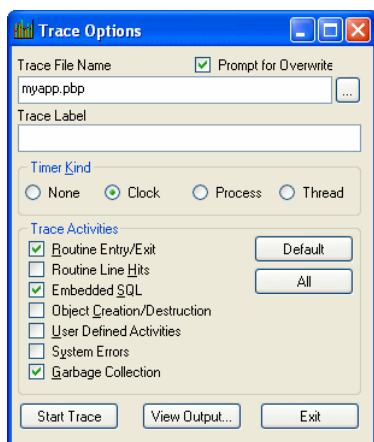 Trace Options
Trace File Name Prompt for Overwrite
myapp.pbp ...
Trace Label
Timer Kind
None Clock Process Thread
Trace Activities
Routine Entry/Exit Default
Routine Line Hits
Embedded SQL All
Object Creation/Destruction
User Defined Activities
System Errors
Garbage Collection
Start Trace View Output... Exit